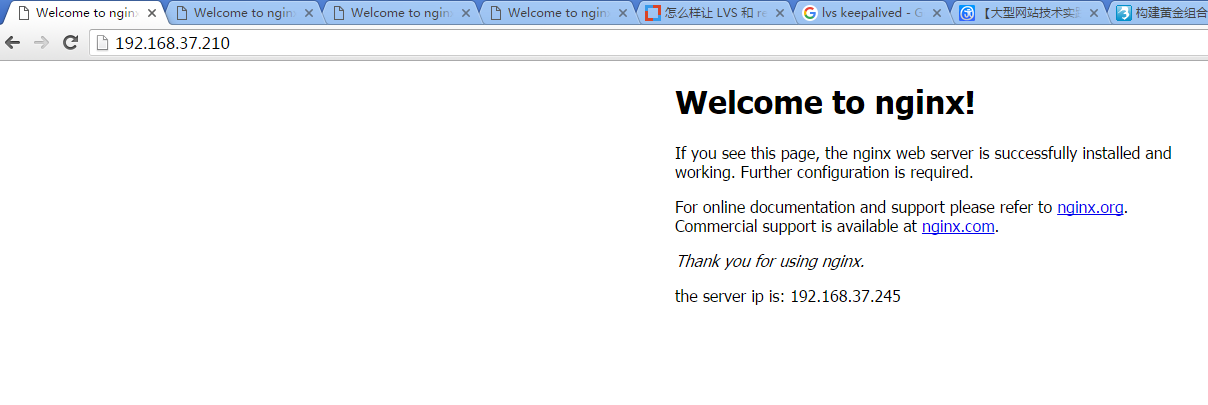 Welcome to ngin
Welcome to ngin
Welcome to ngin
Welcome to ngin
怎么样让 LVS 和 re
lvs keepalived - G
【大型网站技术实
构建黄金组合
192.168.37.210
Welcome to nginx!
If you see this page, the nginx web server is successfully installed and
working. Further configuration is required.
For online documentation and support please refer to nginx.org.
Commercial support is available at nginx.com.
Thank you for using nginx.
the server ip is: 192.168.37.245